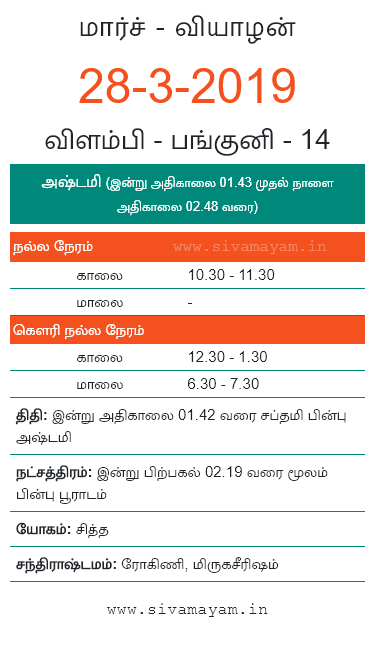 மார்ச் - வியாழன்
28-3-2019
விளம்பி - பங்குனி - 14
அஷ்டமி (இன்று அதிகாலை 01.43 முதல் நாளை
அதிகாலை 02.48 வரை)
நல்ல நேரம் www.sivamayam.in
காலை 10.30 - 11.30
மாலை -
கௌரி நல்ல நேரம்
காலை 12.30 - 1.30
மாலை 6.30 - 7.30
திதி: இன்று அதிகாலை 01.42 வரை சப்தமி பின்பு
அஷ்டமி
நட்சத்திரம்: இன்று பிற்பகல் 02.19 வரை மூலம்
பின்பு பூராடம்
யோகம்: சித்த
சந்திராஷ்டமம்: ரோகிணி, மிருகசீரிஷம்
www.sivamayam.in